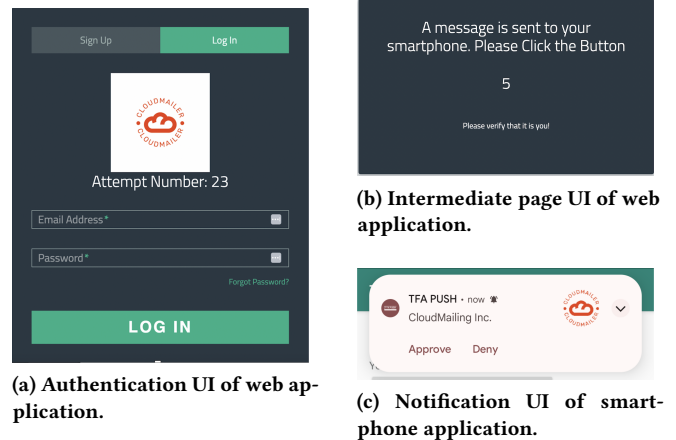 Sign Up
Log In
CLOUDMAILER
CLOUDMAILER
Attempt Number: 23
Email Address*
Password*
Forgot Password?
LOG IN
(a) Authentication UI of web ap-
plication.
A message is sent to your
smartphone. Please Click the Button
5
Please verify that it is you!
(b) Intermediate page UI of web
application.
TFA PUSH • now
CloudMailing Inc.
CLOUDMAILER
CLOUDMAILER
Approve Deny
(c) Notification UI of smart-
phone application.